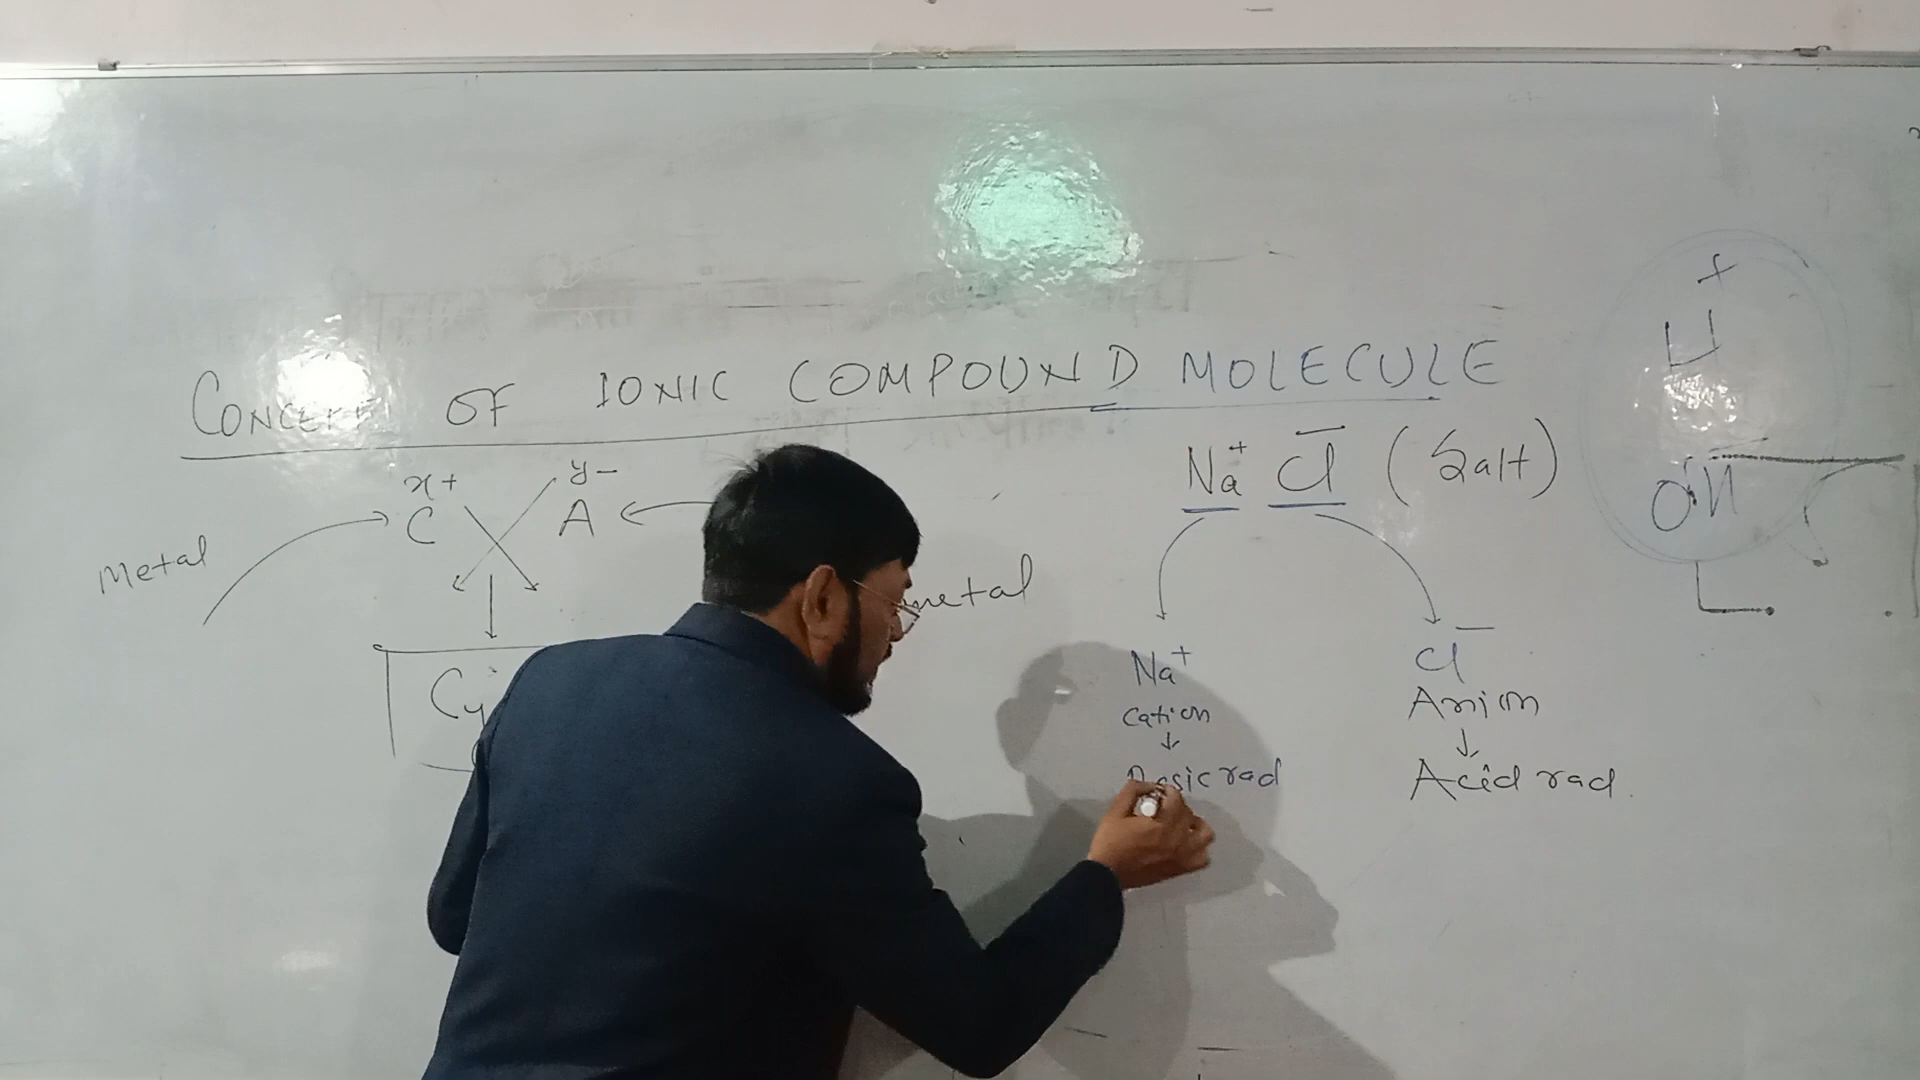 CONCEPT OF IONIC COMPOUND MOLECULE
x+ y-
C A
Metal
metal
Cy
Na+ Cl- (Salt)
Na+ Cl-
Cation Anion
↓ ↓
Basic rad Acid rad.
H+
OH-